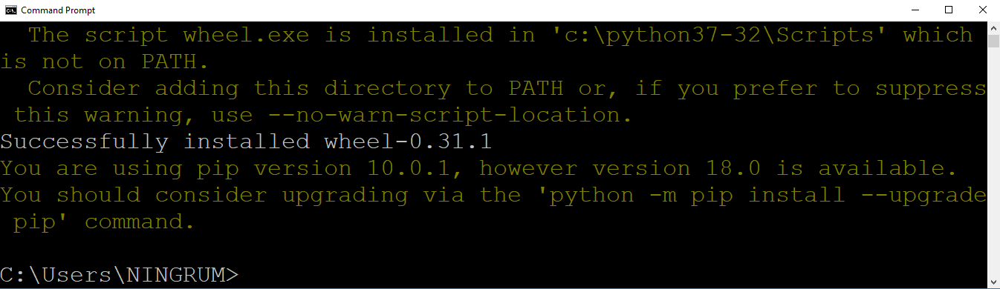 Command Prompt
The script wheel.exe is installed in 'c:\python37-32\Scripts' which
is not on PATH.
Consider adding this directory to PATH or, if you prefer to suppress
this warning, use --no-warn-script-location.
Successfully installed wheel-0.31.1
You are using pip version 10.0.1, however version 18.0 is available.
You should consider upgrading via the 'python -m pip install --upgrade
pip' command.
C:\Users\NINGRUM>